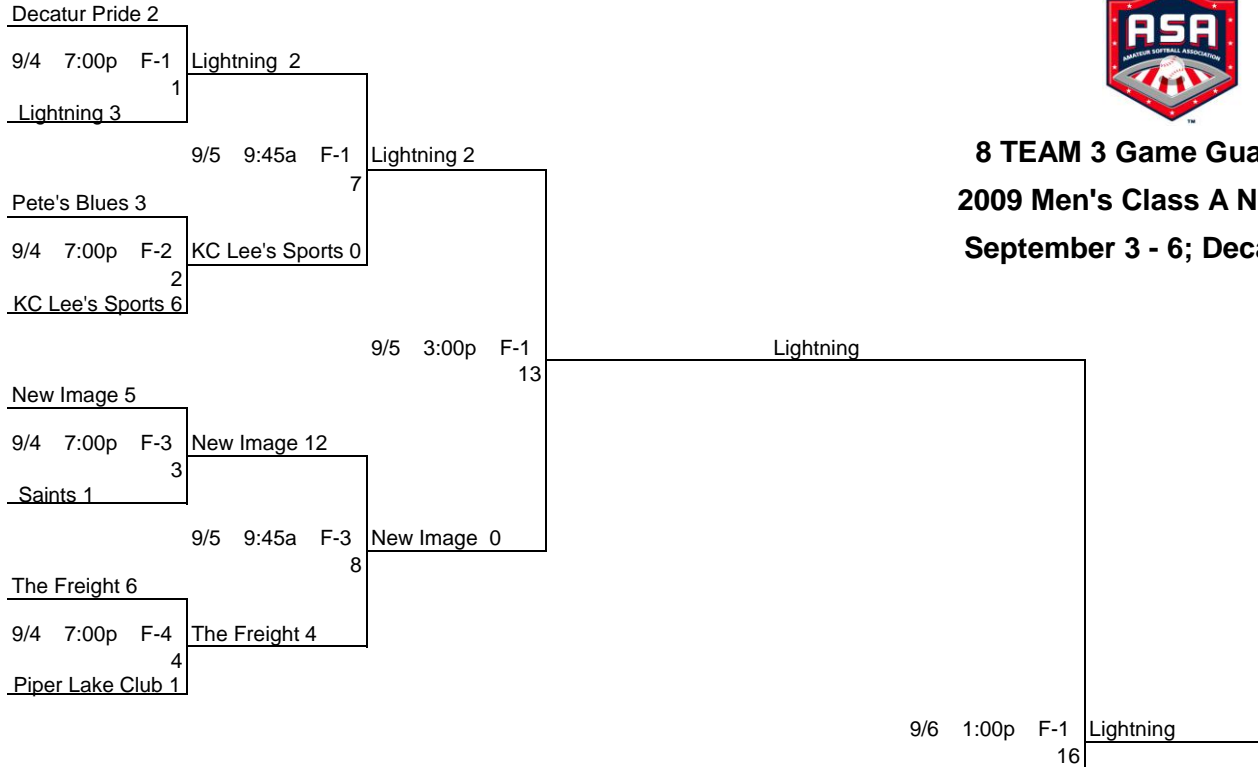 Decatur Pride 2
9/4 7:00p F-1 Lightning 2
1
Lightning 3
9/5 9:45a F-1 Lightning 2
7
Pete's Blues 3
9/4 7:00p F-2 KC Lee's Sports 0
2
KC Lee's Sports 6
9/5 3:00p F-1 Lightning
13
New Image 5
9/4 7:00p F-3 New Image 12
3
Saints 1
9/5 9:45a F-3 New Image 0
8
The Freight 6
9/4 7:00p F-4 The Freight 4
4
Piper Lake Club 1
9/6 1:00p F-1 Lightning
16
ASA
AMATEUR SOFTBALL ASSOCIATION
TM
8 TEAM 3 Game Gua
2009 Men's Class A N
September 3 - 6; Deca